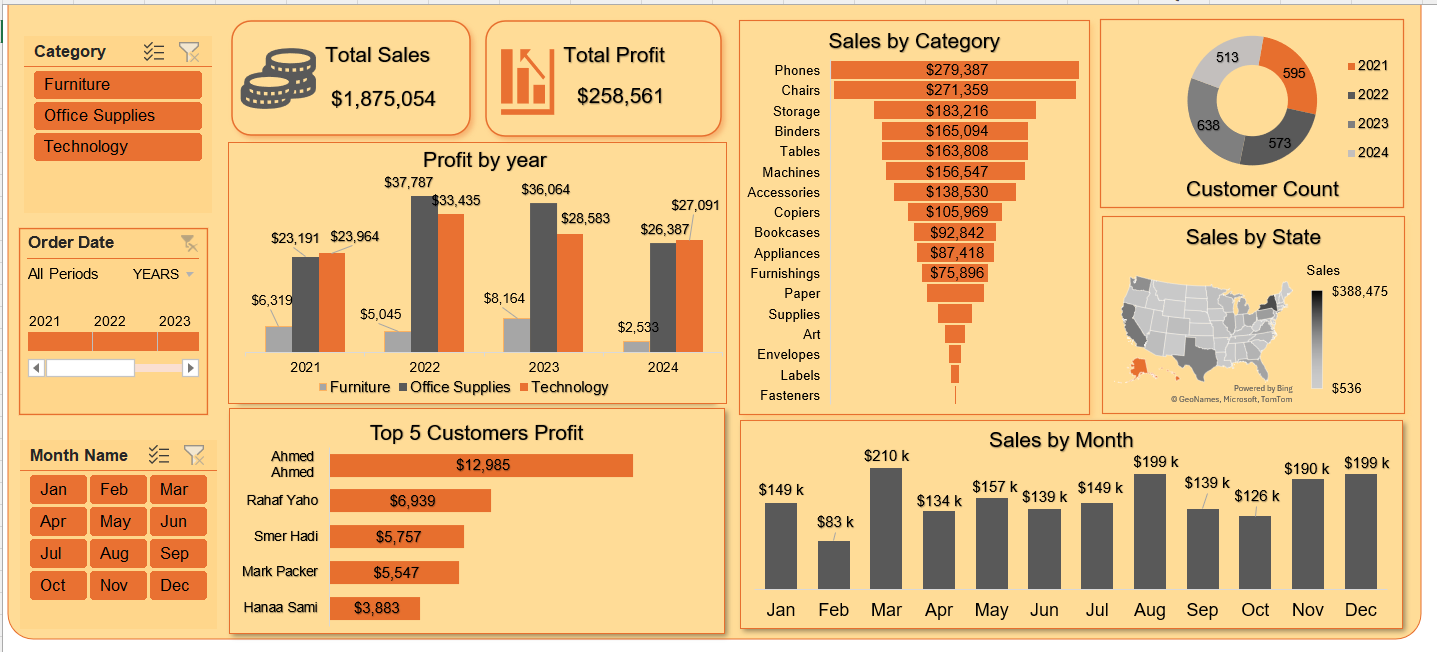 Category
Furniture
Office Supplies
Technology
Order Date
All Periods YEARS
2021 2022 2023
Month Name
Jan Feb Mar
Apr May Jun
Jul Aug Sep
Oct Nov Dec
Total Sales
$1,875,054
Total Profit
$258,561
Profit by year
$6,319 $23,191 $23,964
$5,045 $37,787 $33,435
$8,164 $36,064 $28,583
$2,533 $26,387 $27,091
2021 2022 2023 2024
Furniture Office Supplies Technology
Top 5 Customers Profit
Ahmed
Ahmed
$12,985
Rahaf Yaho $6,939
Smer Hadi $5,757
Mark Packer $5,547
Hanaa Sami $3,883
Sales by Category
Phones $279,387
Chairs $271,359
Storage $183,216
Binders $165,094
Tables $163,808
Machines $156,547
Accessories $138,530
Copiers $105,969
Bookcases $92,842
Appliances $87,418
Furnishings $75,896
Paper
Supplies
Art
Envelopes
Labels
Fasteners
513 595
638 573
2021
2022
2023
2024
Customer Count
Sales by State
Sales
$388,475
$536
Powered by Bing
© GeoNames, Microsoft, TomTom
Sales by Month
$149 k $83 k $210 k $134 k $157 k $139 k $149 k $199 k $139 k $126 k $190 k $199 k
Jan Feb Mar Apr May Jun Jul Aug Sep Oct Nov Dec